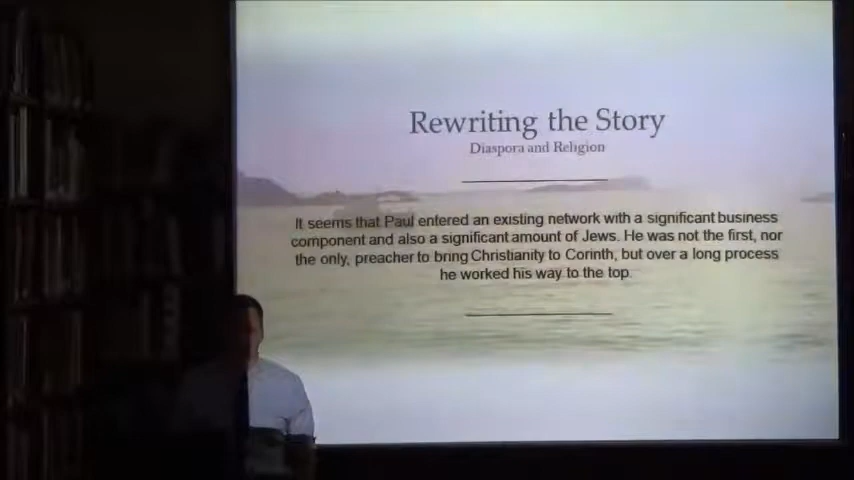 Rewriting the Story
Diaspora and Religion
It seems that Paul entered an existing network with a significant business
component and also a significant amount of Jews. He was not the first, nor
the only, preacher to bring Christianity to Corinth, but over a long process
he worked his way to the top.